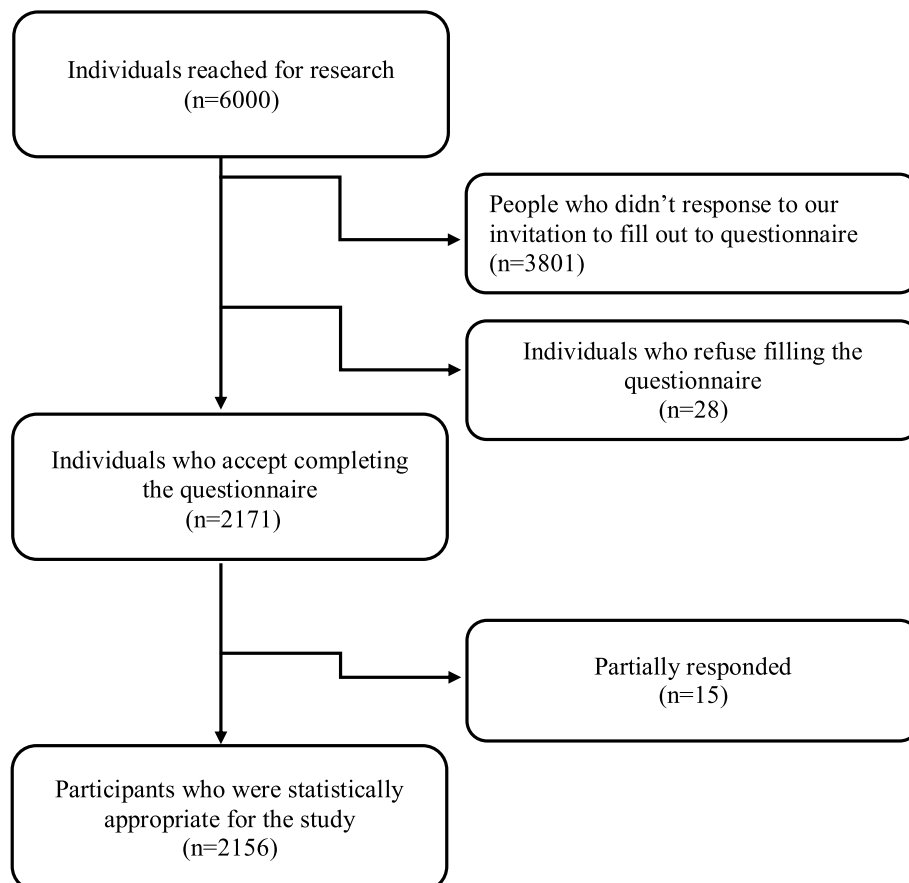 Individuals reached for research
(n=6000)
People who didn’t response to our
invitation to fill out to questionnaire
(n=3801)
Individuals who refuse filling the
questionnaire
(n=28)
Individuals who accept completing
the questionnaire
(n=2171)
Partially responded
(n=15)
Participants who were statistically
appropriate for the study
(n=2156)